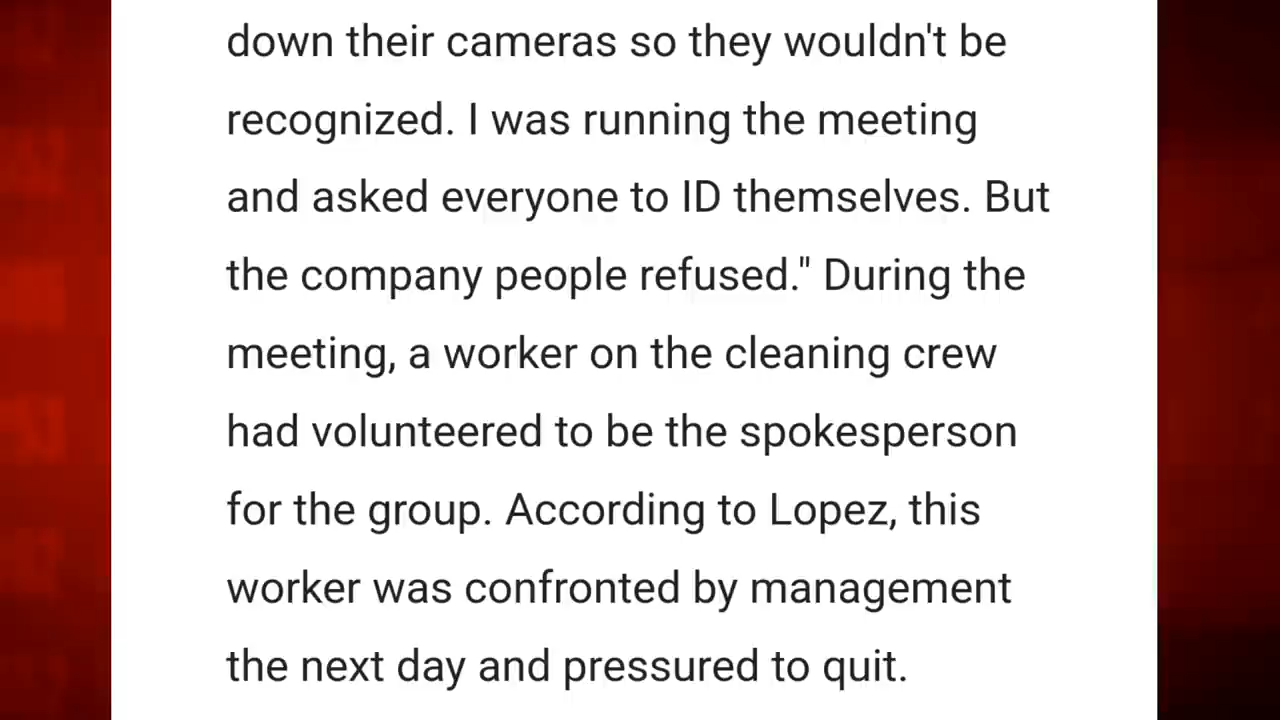 down their cameras so they wouldn't be
recognized. I was running the meeting
and asked everyone to ID themselves. But
the company people refused." During the
meeting, a worker on the cleaning crew
had volunteered to be the spokesperson
for the group. According to Lopez, this
worker was confronted by management
the next day and pressured to quit.